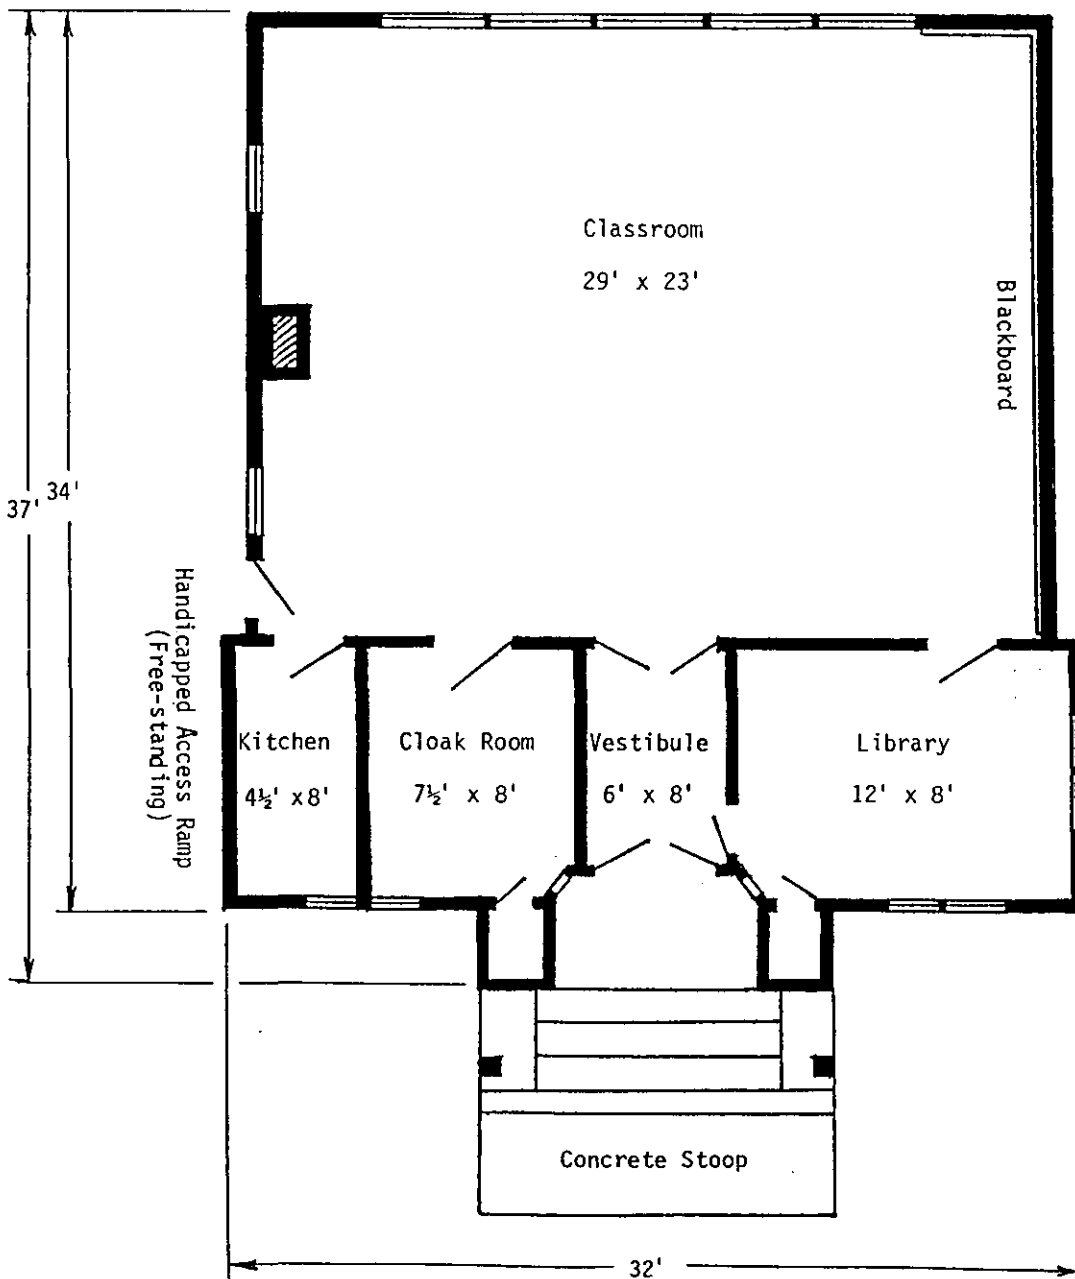 Classroom
29' x 23'
Blackboard
37'
34'
Handicapped Access Ramp
(Free-standing)
Kitchen
4½' x8'
Cloak Room
7½' x 8'
Vestibule
6' x 8'
Library
12' x 8'
Concrete Stoop
32'